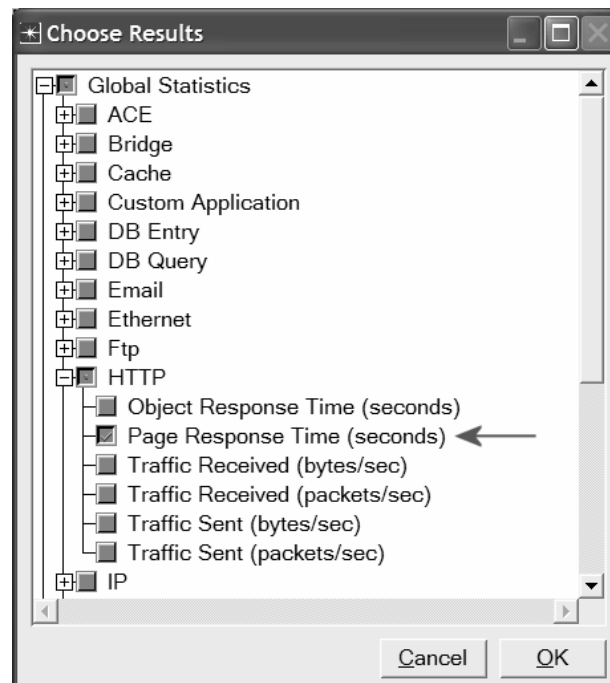 Choose Results
Global Statistics
ACE
Bridge
Cache
Custom Application
DB Entry
DB Query
Email
Ethernet
Ftp
HTTP
Object Response Time (seconds)
Page Response Time (seconds)
Traffic Received (bytes/sec)
Traffic Received (packets/sec)
Traffic Sent (bytes/sec)
Traffic Sent (packets/sec)
IP
Cancel OK